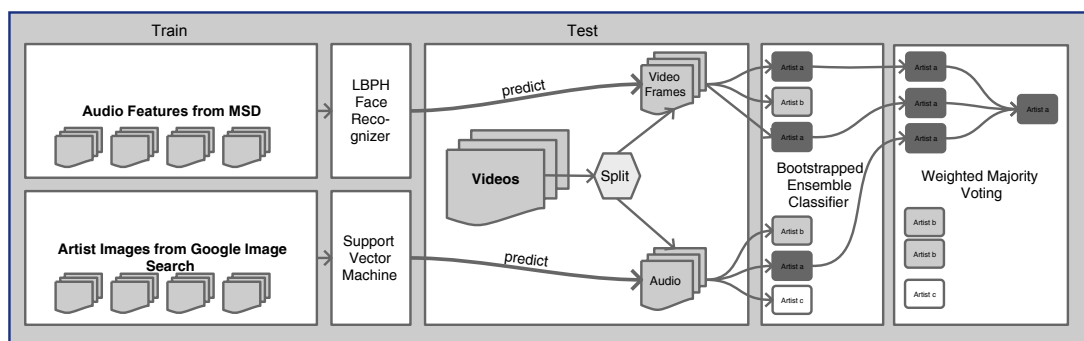 Train
Test
Audio Features from MSD
LBPH
Face
Reco-
gnizer
predict
Video
Frames
Artist a
Artist b
Artist a
Artist a
Artist a
Artist a
Artist a
Videos
Split
Bootstrapped
Ensemble
Classifier
Weighted Majority
Voting
Artist Images from Google Image
Search
Support
Vector
Machine
predict
Audio
Artist b
Artist a
Artist c
Artist b
Artist b
Artist c